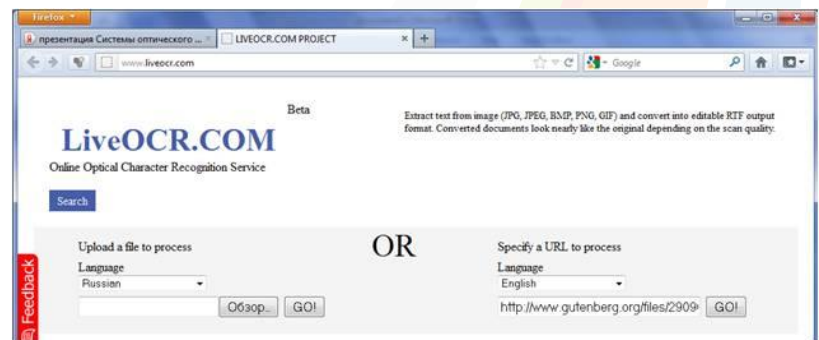 Firefox
презентация Системы оптического ...
LIVEOCR.COM PROJECT
www.liveocr.com
Google
Beta
LiveOCR.COM
Online Optical Character Recognition Service
Extract text from image (JPG, JPEG, BMP, PNG, GIF) and convert into editable RTF output
format. Converted documents look nearly like the original depending on the scan quality.
Search
Upload a file to process
Language
Russian
Обзор..
GO!
OR
Specify a URL to process
Language
English
http://www.gutenberg.org/files/2909
GO!
Feedback